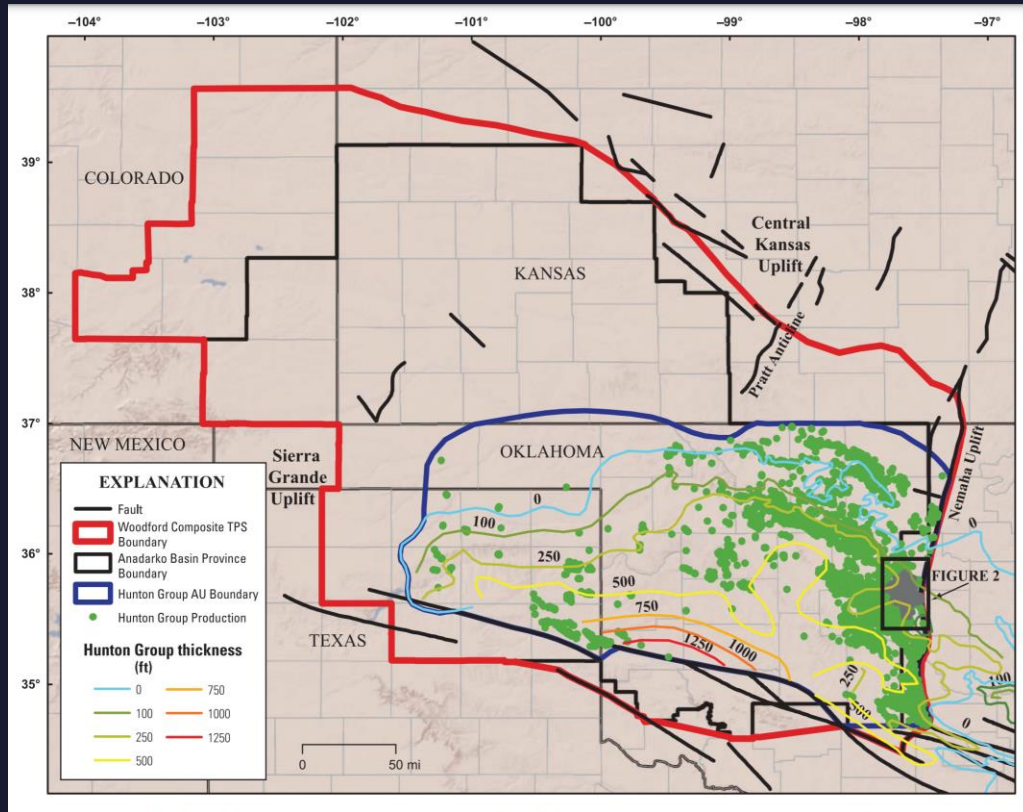 −104°
−103°
−102°
−101°
−100°
−99°
−98°
−97°
39°
38°
37°
36°
35°
COLORADO
KANSAS
Central
Kansas
Uplift
Pratt Anticline
NEW MEXICO
OKLAHOMA
Sierra
Grande
Uplift
Nemaha Uplift
TEXAS
0
100
250
500
750
1000
1250
250
0
FIGURE 2
100
0
EXPLANATION
Fault
Woodford Composite TPS
Boundary
Anadarko Basin Province
Boundary
Hunton Group AU Boundary
Hunton Group Production
Hunton Group thickness
(ft)
0
100
250
500
750
1000
1250
0
50 mi